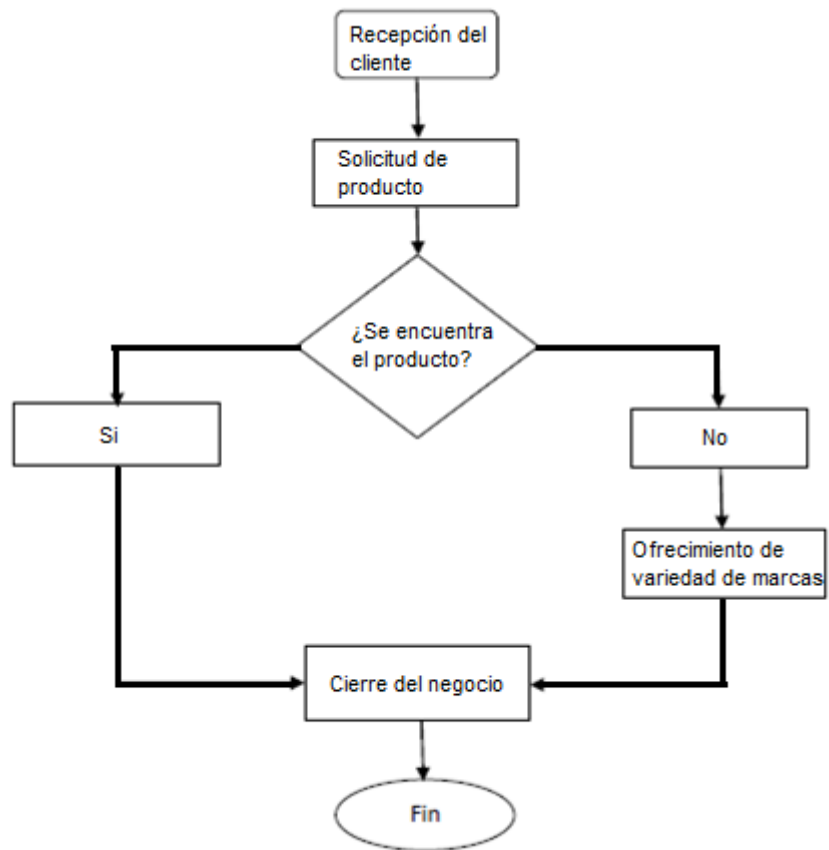 Recepción del
cliente
Solicitud de
producto
¿Se encuentra
el producto?
Si
No
Ofrecimiento de
variedad de marcas
Cierre del negocio
Fin